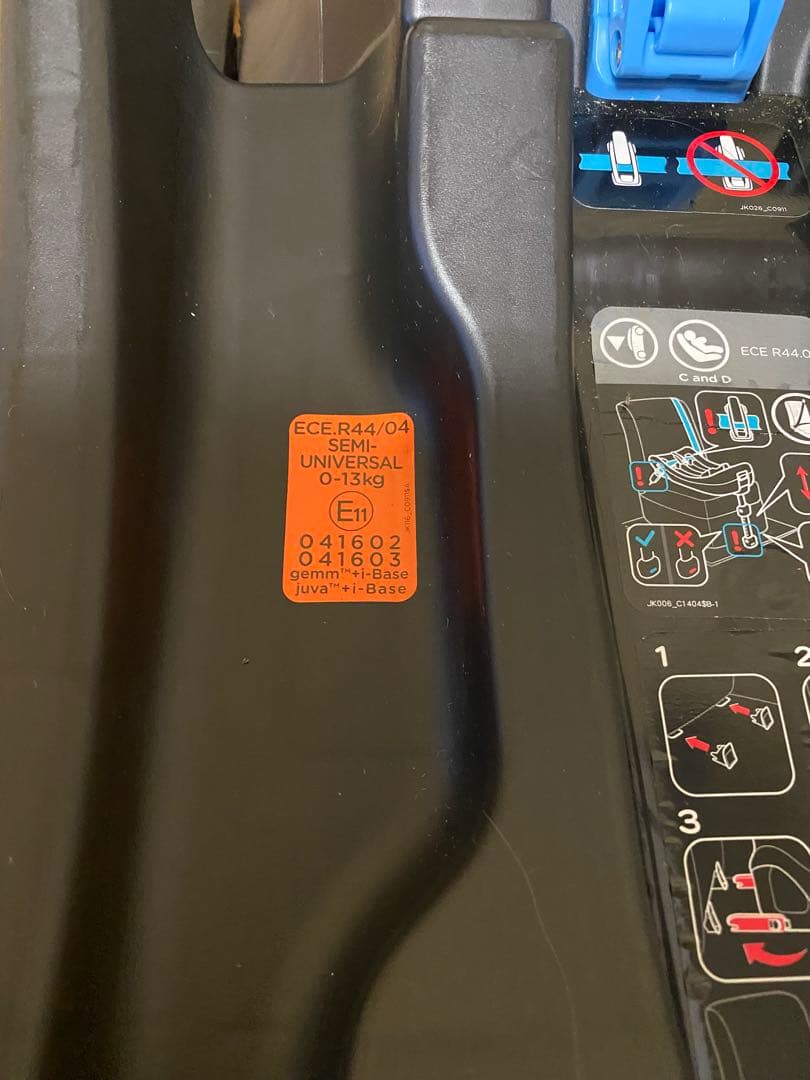 JK026_C0911
ECE R44.0
C and D
ECE.R44/04
SEMI-
UNIVERSAL
0-13kg
E11
041602
041603
gemm™+i-Base
juva™+i-Base
JK006_C1404$B-1
1
2
3